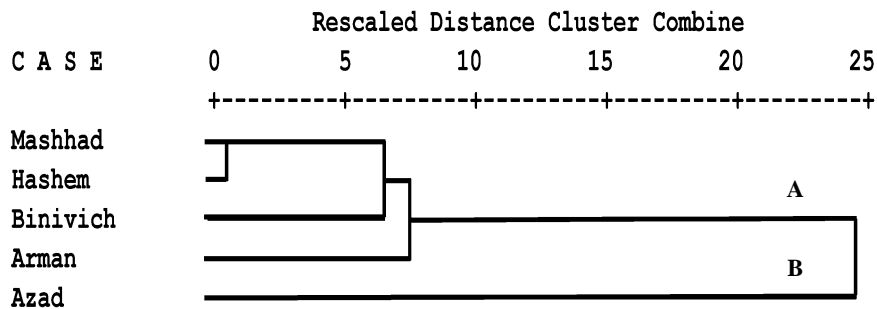 Rescaled Distance Cluster Combine
C A S E 0 5 10 15 20 25
+---------+---------+---------+---------+---------+
Mashhad
Hashem
A
Binivich
Arman
B
Azad